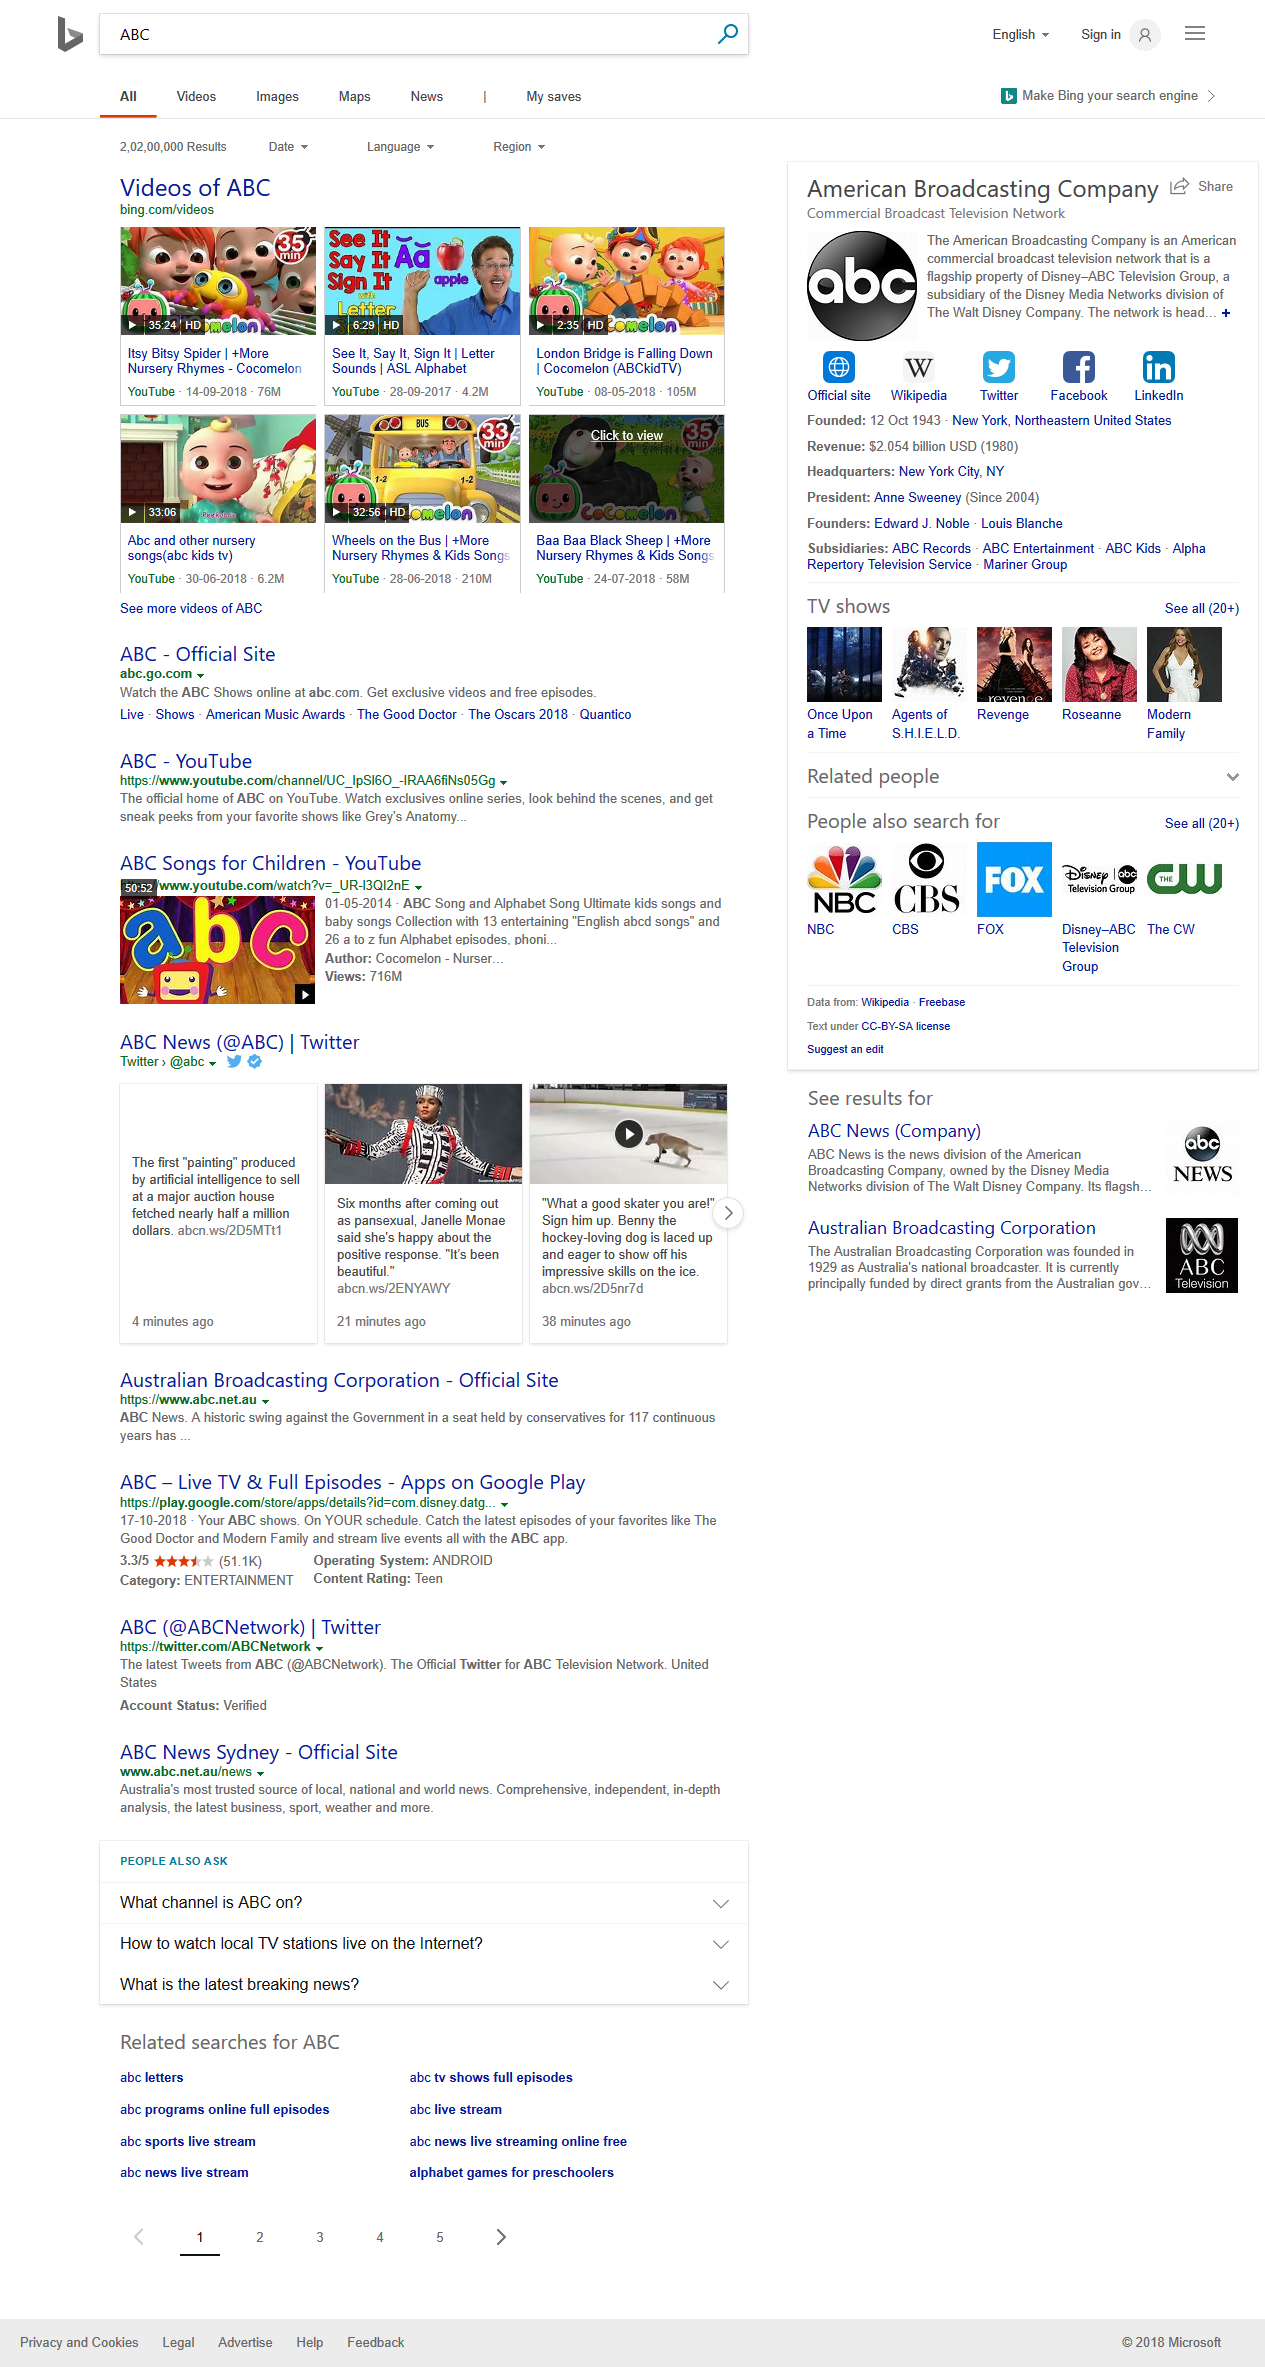 ABC
English
Sign in
All
Videos
Images
Maps
News
|
My saves
Make Bing your search engine
2,02,00,000 Results
Date
Language
Region
Videos of ABC
bing.com/videos
35 min
35:24 HD
See It Say It Sign It with Letter
Aă
apple
6:29 HD
2:35 HD
CoComelon
Itsy Bitsy Spider | +More
Nursery Rhymes - Cocomelon
YouTube · 14-09-2018 · 76M
See It, Say It, Sign It | Letter
Sounds | ASL Alphabet
YouTube · 28-09-2017 · 4.2M
London Bridge is Falling Down
| Cocomelon (ABCkidTV)
YouTube · 08-05-2018 · 105M
33:06
BUS
1-2
1-2
33 min
32:56 HD
Click to view
35 min
CoComelon
Abc and other nursery
songs(abc kids tv)
YouTube · 30-06-2018 · 6.2M
Wheels on the Bus | +More
Nursery Rhymes & Kids Songs
YouTube · 28-06-2018 · 210M
Baa Baa Black Sheep | +More
Nursery Rhymes & Kids Songs
YouTube · 24-07-2018 · 58M
See more videos of ABC
ABC - Official Site
abc.go.com
Watch the ABC Shows online at abc.com. Get exclusive videos and free episodes.
Live · Shows · American Music Awards · The Good Doctor · The Oscars 2018 · Quantico
ABC - YouTube
https://www.youtube.com/channel/UC_IpSl6O_-IRAA6fiNs05Gg
The official home of ABC on YouTube. Watch exclusives online series, look behind the scenes, and get
sneak peeks from your favorite shows like Grey's Anatomy...
ABC Songs for Children - YouTube
/www.youtube.com/watch?v=_UR-l3QI2nE
50:52
abc
01-05-2014 · ABC Song and Alphabet Song Ultimate kids songs and
baby songs Collection with 13 entertaining "English abcd songs" and
26 a to z fun Alphabet episodes, phoni...
Author: Cocomelon - Nurser...
Views: 716M
ABC News (@ABC) | Twitter
Twitter › @abc
The first "painting" produced
by artificial intelligence to sell
at a major auction house
fetched nearly half a million
dollars. abcn.ws/2D5MTt1
4 minutes ago
Six months after coming out
as pansexual, Janelle Monae
said she's happy about the
positive response. "It's been
beautiful."
abcn.ws/2ENYAWY
21 minutes ago
"What a good skater you are!"
Sign him up. Benny the
hockey-loving dog is laced up
and eager to show off his
impressive skills on the ice.
abcn.ws/2D5nr7d
38 minutes ago
Australian Broadcasting Corporation - Official Site
https://www.abc.net.au
ABC News. A historic swing against the Government in a seat held by conservatives for 117 continuous
years has ...
ABC – Live TV & Full Episodes - Apps on Google Play
https://play.google.com/store/apps/details?id=com.disney.datg...
17-10-2018 · Your ABC shows. On YOUR schedule. Catch the latest episodes of your favorites like The
Good Doctor and Modern Family and stream live events all with the ABC app.
3.3/5 (51.1K)
Operating System: ANDROID
Category: ENTERTAINMENT
Content Rating: Teen
ABC (@ABCNetwork) | Twitter
https://twitter.com/ABCNetwork
The latest Tweets from ABC (@ABCNetwork). The Official Twitter for ABC Television Network. United
States
Account Status: Verified
ABC News Sydney - Official Site
www.abc.net.au/news
Australia's most trusted source of local, national and world news. Comprehensive, independent, in-depth
analysis, the latest business, sport, weather and more.
PEOPLE ALSO ASK
What channel is ABC on?
How to watch local TV stations live on the Internet?
What is the latest breaking news?
Related searches for ABC
abc letters
abc tv shows full episodes
abc programs online full episodes
abc live stream
abc sports live stream
abc news live streaming online free
abc news live stream
alphabet games for preschoolers
1 2 3 4 5
American Broadcasting Company
Share
Commercial Broadcast Television Network
abc
The American Broadcasting Company is an American
commercial broadcast television network that is a
flagship property of Disney–ABC Television Group, a
subsidiary of the Disney Media Networks division of
The Walt Disney Company. The network is head... +
W
Official site
Wikipedia
Twitter
Facebook
LinkedIn
Founded: 12 Oct 1943 · New York, Northeastern United States
Revenue: $2.054 billion USD (1980)
Headquarters: New York City, NY
President: Anne Sweeney (Since 2004)
Founders: Edward J. Noble · Louis Blanche
Subsidiaries: ABC Records · ABC Entertainment · ABC Kids · Alpha
Repertory Television Service · Mariner Group
TV shows
See all (20+)
revenge
Once Upon
a Time
Agents of
S.H.I.E.L.D.
Revenge
Roseanne
Modern
Family
Related people
People also search for
See all (20+)
NBC
CBS
FOX
Disney abc
Television Group
THE CW
NBC
CBS
FOX
Disney–ABC
Television
Group
The CW
Data from: Wikipedia · Freebase
Text under CC-BY-SA license
Suggest an edit
See results for
ABC News (Company)
ABC News is the news division of the American
Broadcasting Company, owned by the Disney Media
Networks division of The Walt Disney Company. Its flagsh...
abc
NEWS
Australian Broadcasting Corporation
The Australian Broadcasting Corporation was founded in
1929 as Australia's national broadcaster. It is currently
principally funded by direct grants from the Australian gov...
ABC
Television
Privacy and Cookies
Legal
Advertise
Help
Feedback
© 2018 Microsoft